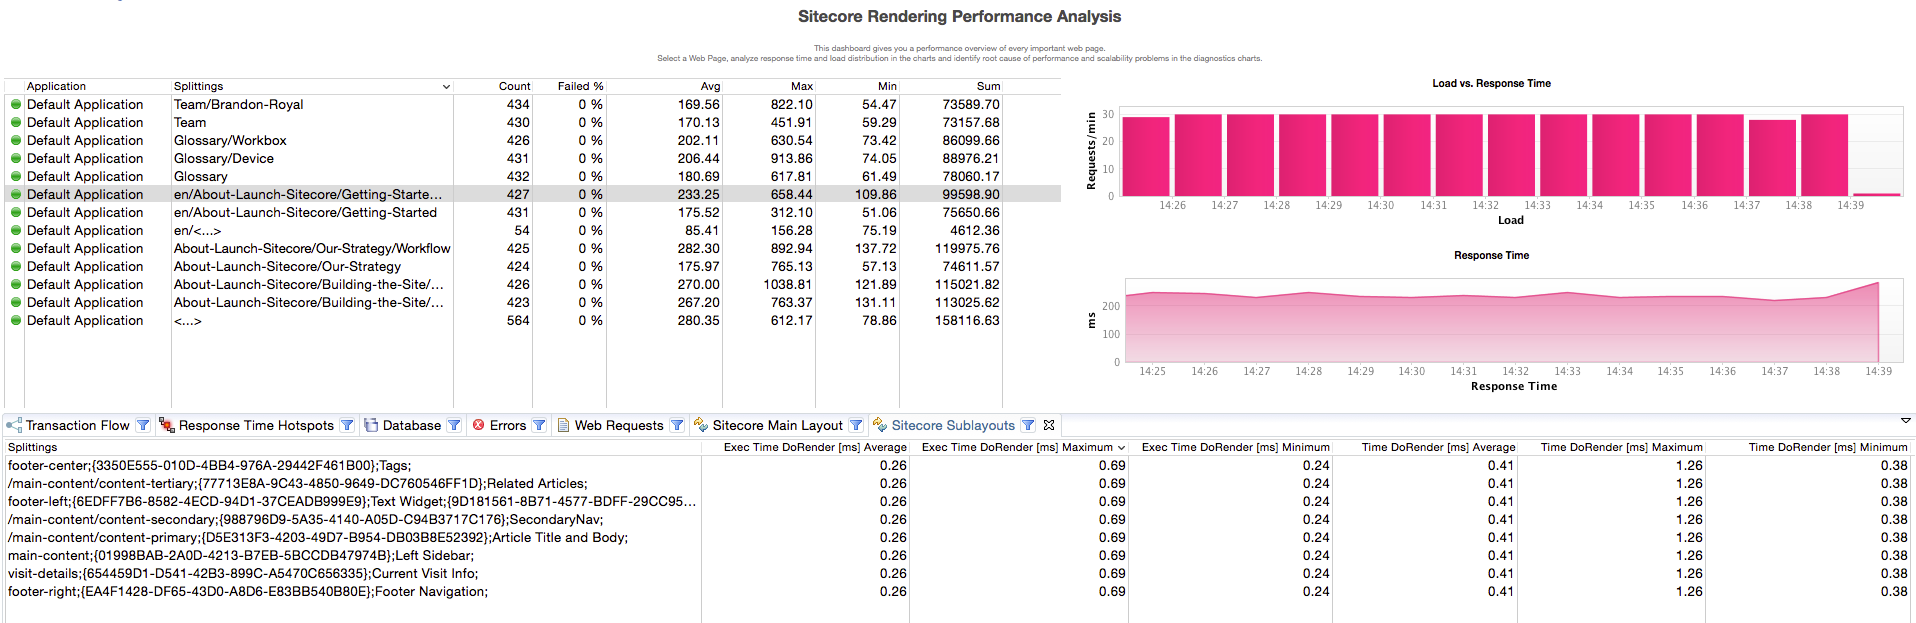 Sitecore Rendering Performance Analysis
This dashboard gives you a performance overview of every important web page.
Select a Web Page, analyze response time and load distribution in the charts and identify root cause of performance and scalability problems in the diagnostics charts.
Application Splittings Count Failed % Avg Max Min Sum
Default Application Team/Brandon-Royal 434 0 % 169.56 822.10 54.47 73589.70
Default Application Team 430 0 % 170.13 451.91 59.29 73157.68
Default Application Glossary/Workbox 426 0 % 202.11 630.54 73.42 86099.66
Default Application Glossary/Device 431 0 % 206.44 913.86 74.05 88976.21
Default Application Glossary 432 0 % 180.69 617.81 61.49 78060.17
Default Application en/About-Launch-Sitecore/Getting-Starte... 427 0 % 233.25 658.44 109.86 99598.90
Default Application en/About-Launch-Sitecore/Getting-Started 431 0 % 175.52 312.10 51.06 75650.66
Default Application en/<...> 54 0 % 85.41 156.28 75.19 4612.36
Default Application About-Launch-Sitecore/Our-Strategy/Workflow 425 0 % 282.30 892.94 137.72 119975.76
Default Application About-Launch-Sitecore/Our-Strategy 424 0 % 175.97 765.13 57.13 74611.57
Default Application About-Launch-Sitecore/Building-the-Site/... 426 0 % 270.00 1038.81 121.89 115021.82
Default Application About-Launch-Sitecore/Building-the-Site/... 423 0 % 267.20 763.37 131.11 113025.62
Default Application <...> 564 0 % 280.35 612.17 78.86 158116.63
Load vs. Response Time
Requests/min
30
20
10
0
14:26 14:27 14:28 14:29 14:30 14:31 14:32 14:33 14:34 14:35 14:36 14:37 14:38 14:39
Load
Response Time
ms
200
100
0
14:25 14:26 14:27 14:28 14:29 14:30 14:31 14:32 14:33 14:34 14:35 14:36 14:37 14:38 14:39
Response Time
Transaction Flow Response Time Hotspots Database Errors Web Requests Sitecore Main Layout Sitecore Sublayouts
Splittings Exec Time DoRender [ms] Average Exec Time DoRender [ms] Maximum Exec Time DoRender [ms] Minimum Time DoRender [ms] Average Time DoRender [ms] Maximum Time DoRender [ms] Minimum
footer-center;{3350E555-010D-4BB4-976A-29442F461B00};Tags; 0.26 0.69 0.24 0.41 1.26 0.38
/main-content/content-tertiary;{77713E8A-9C43-4850-9649-DC760546FF1D};Related Articles; 0.26 0.69 0.24 0.41 1.26 0.38
footer-left;{6EDFF7B6-8582-4ECD-94D1-37CEADB999E9};Text Widget;{9D181561-8B71-4577-BDFF-29CC95... 0.26 0.69 0.24 0.41 1.26 0.38
/main-content/content-secondary;{988796D9-5A35-4140-A05D-C94B3717C176};SecondaryNav; 0.26 0.69 0.24 0.41 1.26 0.38
/main-content/content-primary;{D5E313F3-4203-49D7-B954-DB03B8E52392};Article Title and Body; 0.26 0.69 0.24 0.41 1.26 0.38
main-content;{01998BAB-2A0D-4213-B7EB-5BCCDB47974B};Left Sidebar; 0.26 0.69 0.24 0.41 1.26 0.38
visit-details;{654459D1-D541-42B3-899C-A5470C656335};Current Visit Info; 0.26 0.69 0.24 0.41 1.26 0.38
footer-right;{EA4F1428-DF65-43D0-A8D6-E83BB540B80E};Footer Navigation; 0.26 0.69 0.24 0.41 1.26 0.38